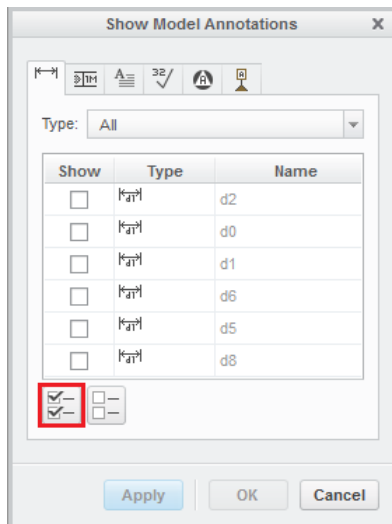 Show Model Annotations X
Type: All
Show Type Name
d2
d0
d1
d6
d5
d8
Apply OK Cancel